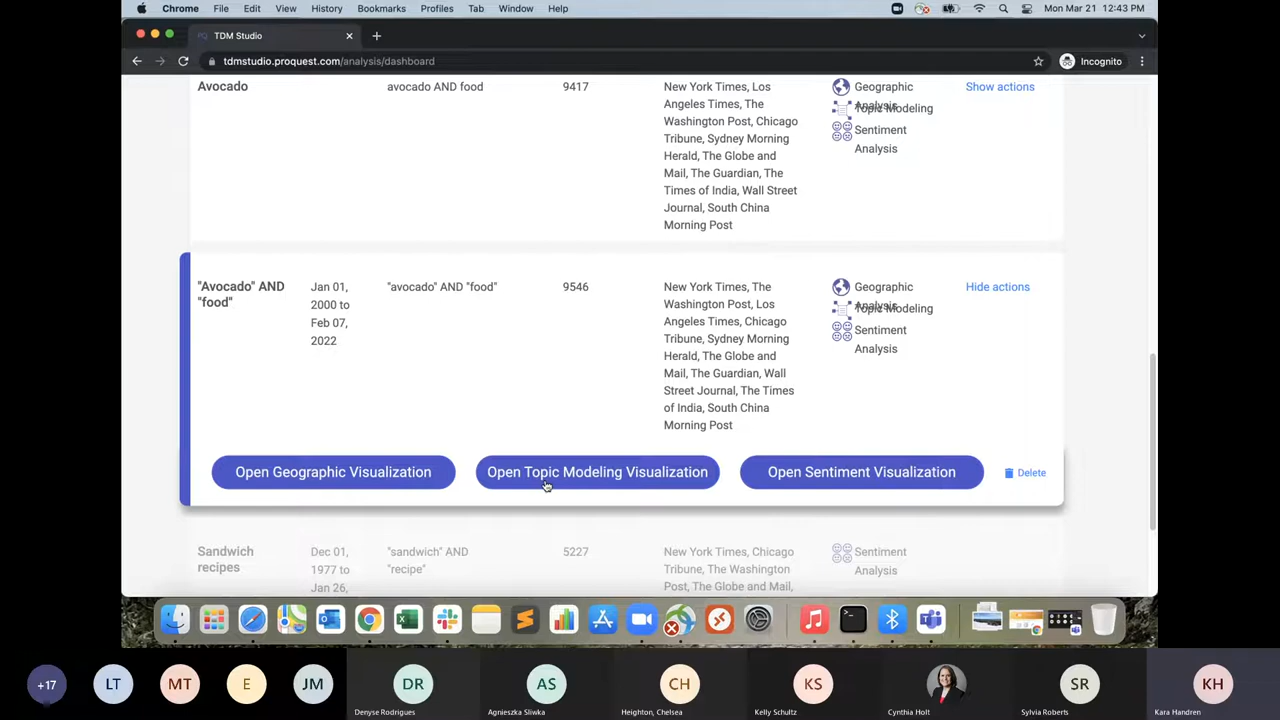 Chrome File Edit View History Bookmarks Profiles Tab Window Help Mon Mar 21 12:43 PM
TDM Studio
tdmstudio.proquest.com/analysis/dashboard Incognito
Avocado
avocado AND food
9417
New York Times, Los
Angeles Times, The
Washington Post, Chicago
Tribune, Sydney Morning
Herald, The Globe and
Mail, The Guardian, The
Times of India, Wall Street
Journal, South China
Morning Post
Geographic
Analysis
Topic Modeling
Sentiment
Analysis
Show actions
"Avocado" AND
"food"
Jan 01,
2000 to
Feb 07,
2022
"avocado" AND "food"
9546
New York Times, The
Washington Post, Los
Angeles Times, Chicago
Tribune, Sydney Morning
Herald, The Globe and
Mail, The Guardian, Wall
Street Journal, The Times
of India, South China
Morning Post
Geographic
Analysis
Topic Modeling
Sentiment
Analysis
Hide actions
Open Geographic Visualization
Open Topic Modeling Visualization
Open Sentiment Visualization
Delete
Sandwich
recipes
Dec 01,
1977 to
Jan 26,
"sandwich" AND
"recipe"
5227
New York Times, Chicago
Tribune, The Washington
Post, The Globe and Mail,
Sentiment
Analysis
+17 LT MT E JM DR AS CH KS SR KH
Denyse Rodrigues
Agnieszka Sliwka
Heighton, Chelsea
Kelly Schultz
Cynthia Holt
Sylvia Roberts
Kara Handren